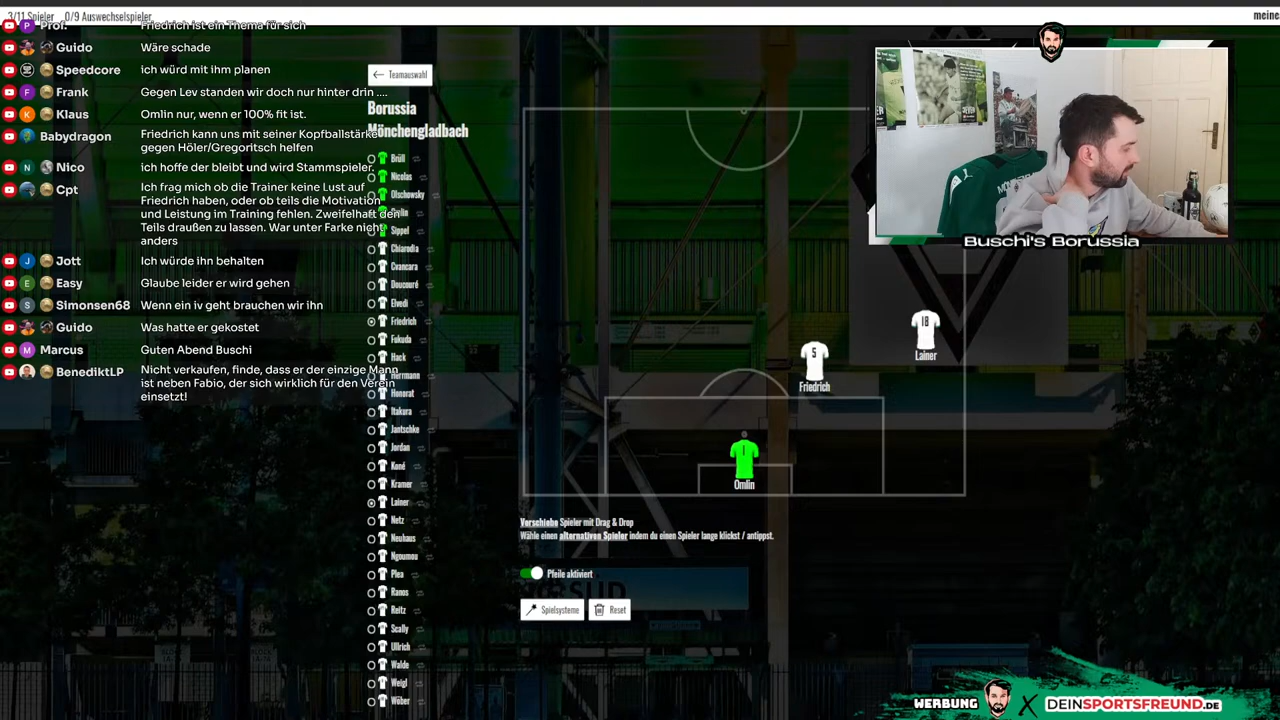 3/11 Spieler 0/9 Auswechselspieler
meine
Prof. Friedrich ist ein Thema für sich
Guido Wäre schade
Speedcore ich würd mit ihm planen
Frank Gegen Lev standen wir doch nur hinter drin ....
Klaus Omlin nur, wenn er 100% fit ist.
Babydragon Friedrich kann uns mit seiner Kopfballstärke
gegen Höler/Gregoritsch helfen
Nico ich hoffe der bleibt und wird Stammspieler.
Cpt Ich frag mich ob die Trainer keine Lust auf
Friedrich haben, oder ob teils die Motivation
und Leistung im Training fehlen. Zweifelhaft den
Teils draußen zu lassen. War unter Farke nicht
anders
Jott Ich würde ihn behalten
Easy Glaube leider er wird gehen
Simonsen68 Wenn ein iv geht brauchen wir ihn
Guido Was hatte er gekostet
Marcus Guten Abend Buschi
BenediktLP Nicht verkaufen, finde, dass er der einzige Mann
ist neben Fabio, der sich wirklich für den Verein
einsetzt!
← Teamauswahl
Borussia
Mönchengladbach
Brüll
Nicolas
Olschowsky
Omlin
Sippel
Chiarodia
Cvancara
Doucouré
Elvedi
Friedrich
Fukuda
Hack
Herrmann
Honorat
Itakura
Jantschke
Jordan
Koné
Kramer
Lainer
Netz
Neuhaus
Ngoumou
Plea
Ranos
Reitz
Scally
Ullrich
Walde
Weigl
Wöber
18
Lainer
5
Friedrich
1
Omlin
Verschiebe Spieler mit Drag & Drop
Wähle einen alternativen Spieler indem du einen Spieler lange klickst / antippst.
Pfeile aktiviert
Spielsysteme
Reset
Buschi's Borussia
WERBUNG X DEINSPORTSFREUND.DE